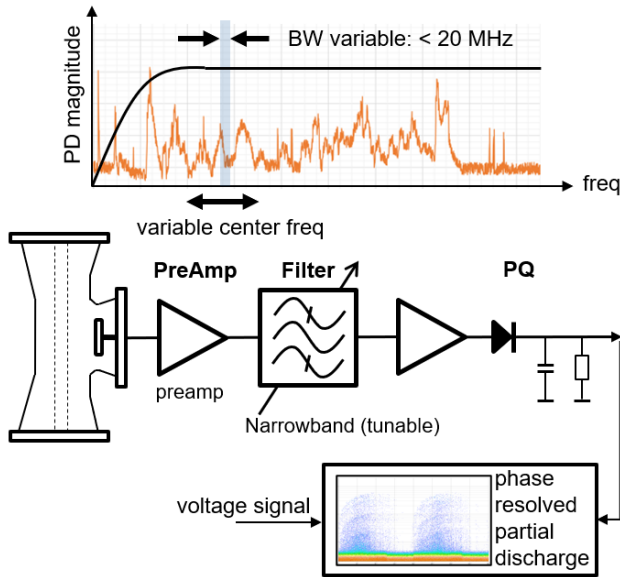 BW variable: < 20 MHz
PD magnitude
freq
variable center freq
PreAmp
Filter
PQ
preamp
Narrowband (tunable)
voltage signal
phase
resolved
partial
discharge